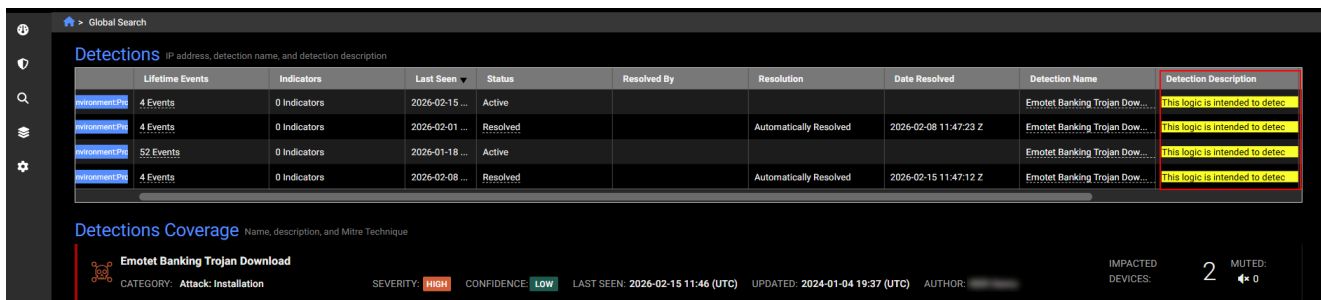 > Global Search
Detections IP address, detection name, and detection description
Lifetime Events Indicators Last Seen Status Resolved By Resolution Date Resolved Detection Name Detection Description
nvironment:Pro 4 Events 0 Indicators 2026-02-15 ... Active Emotet Banking Trojan Dow... This logic is intended to detec
nvironment:Pro 4 Events 0 Indicators 2026-02-01 ... Resolved Automatically Resolved 2026-02-08 11:47:23 Z Emotet Banking Trojan Dow... This logic is intended to detec
nvironment:Pro 52 Events 0 Indicators 2026-01-18 ... Active Emotet Banking Trojan Dow... This logic is intended to detec
nvironment:Pro 4 Events 0 Indicators 2026-02-08 ... Resolved Automatically Resolved 2026-02-15 11:47:12 Z Emotet Banking Trojan Dow... This logic is intended to detec
Detections Coverage Name, description, and Mitre Technique
Emotet Banking Trojan Download
CATEGORY: Attack: Installation SEVERITY: HIGH CONFIDENCE: LOW LAST SEEN: 2026-02-15 11:46 (UTC) UPDATED: 2024-01-04 19:37 (UTC) AUTHOR:
IMPACTED DEVICES: 2 MUTED: 0